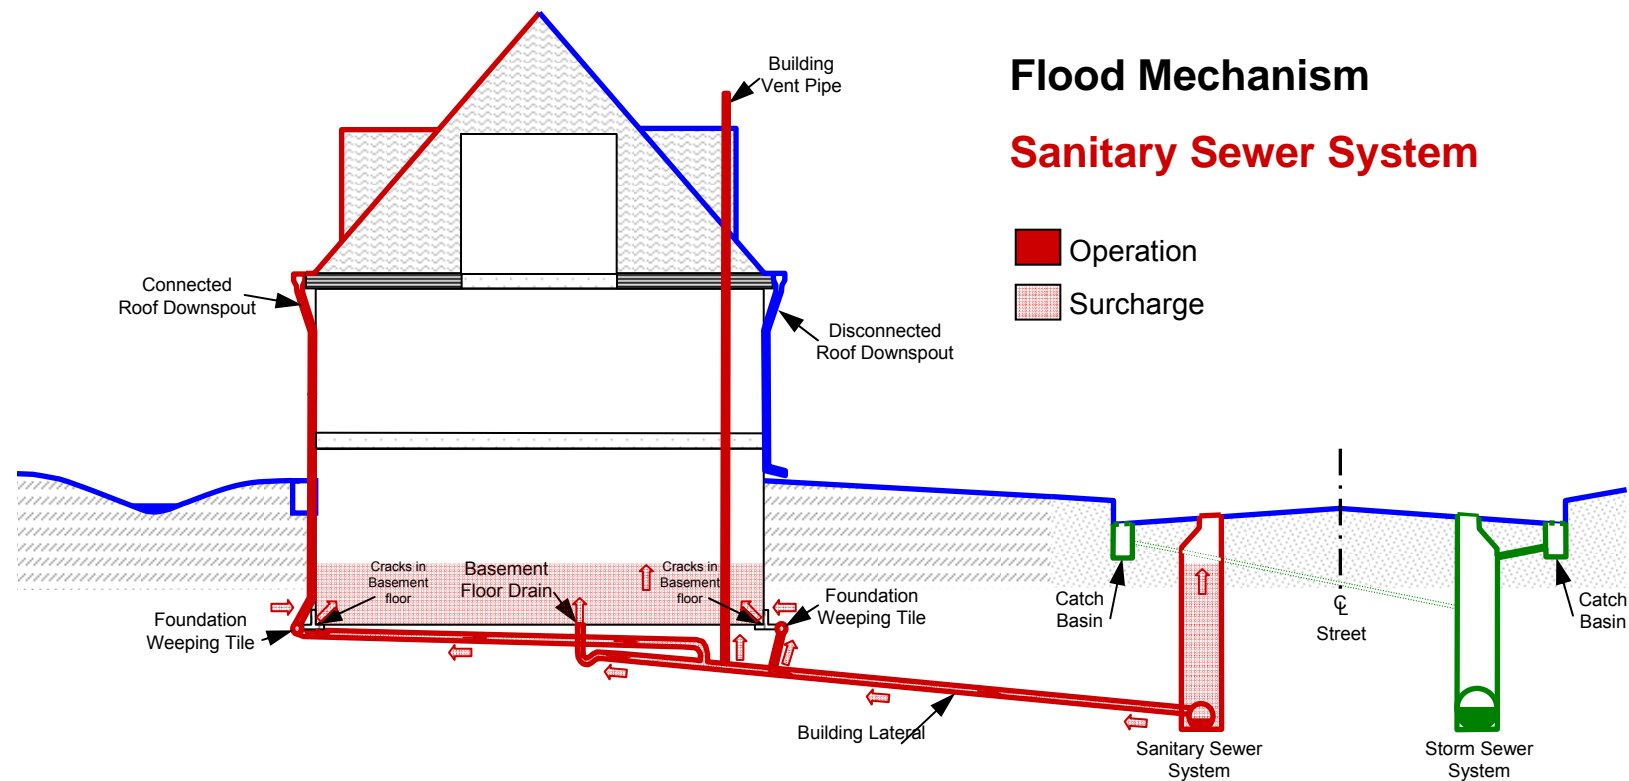 Flood Mechanism
Sanitary Sewer System
Operation
Surcharge
Building
Vent Pipe
Connected
Roof Downspout
Disconnected
Roof Downspout
Cracks in
Basement
floor
Basement
Floor Drain
Cracks in
Basement
floor
Foundation
Weeping Tile
Foundation
Weeping Tile
Building Lateral
Catch
Basin
℄
Street
Catch
Basin
Sanitary Sewer
System
Storm Sewer
System